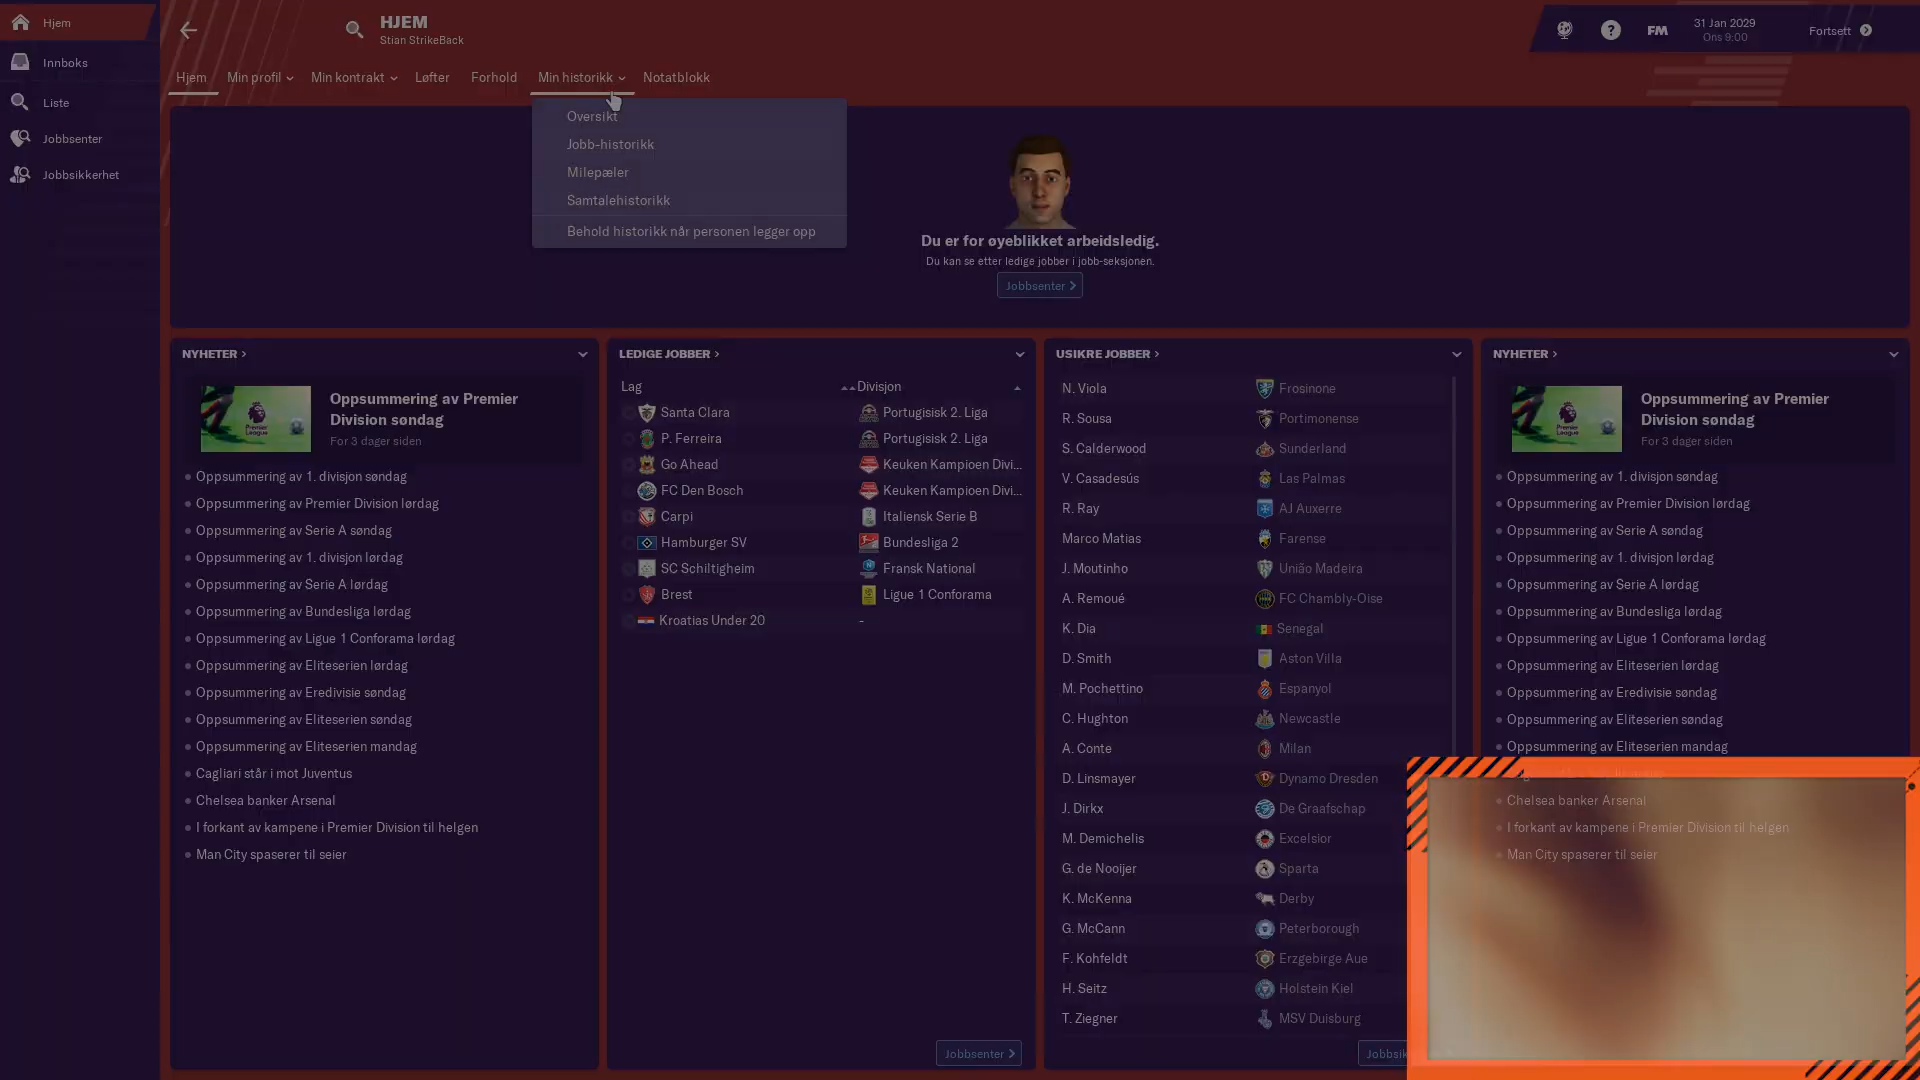 Hjem
Innboks
Liste
Jobbsenter
Jobbsikkerhet
HJEM
Stian StrikeBack
FM
31 Jan 2029
Ons 9:00
Fortsett
Hjem
Min profil
Min kontrakt
Løfter
Forhold
Min historikk
Notatblokk
Oversikt
Jobb-historikk
Milepæler
Samtalehistorikk
Behold historikk når personen legger opp
Du er for øyeblikket arbeidsledig.
Du kan se etter ledige jobber i jobb-seksjonen.
Jobbsenter
NYHETER
Oppsummering av Premier
Division søndag
For 3 dager siden
Oppsummering av 1. divisjon søndag
Oppsummering av Premier Division lørdag
Oppsummering av Serie A søndag
Oppsummering av 1. divisjon lørdag
Oppsummering av Serie A lørdag
Oppsummering av Bundesliga lørdag
Oppsummering av Ligue 1 Conforama lørdag
Oppsummering av Eliteserien lørdag
Oppsummering av Eredivisie søndag
Oppsummering av Eliteserien søndag
Oppsummering av Eliteserien mandag
Cagliari står i mot Juventus
Chelsea banker Arsenal
I forkant av kampene i Premier Division til helgen
Man City spaserer til seier
LEDIGE JOBBER
Lag Divisjon
Santa Clara Portugisisk 2. Liga
P. Ferreira Portugisisk 2. Liga
Go Ahead Keuken Kampioen Divi...
FC Den Bosch Keuken Kampioen Divi...
Carpi Italiensk Serie B
Hamburger SV Bundesliga 2
SC Schiltigheim Fransk National
Brest Ligue 1 Conforama
Kroatias Under 20 -
Jobbsenter
USIKRE JOBBER
N. Viola Frosinone
R. Sousa Portimonense
S. Calderwood Sunderland
V. Casadesús Las Palmas
R. Ray AJ Auxerre
Marco Matias Farense
J. Moutinho União Madeira
A. Remoué FC Chambly-Oise
K. Dia Senegal
D. Smith Aston Villa
M. Pochettino Espanyol
C. Hughton Newcastle
A. Conte Milan
D. Linsmayer Dynamo Dresden
J. Dirkx De Graafschap
M. Demichelis Excelsior
G. de Nooijer Sparta
K. McKenna Derby
G. McCann Peterborough
F. Kohfeldt Erzgebirge Aue
H. Seitz Holstein Kiel
T. Ziegner MSV Duisburg
Jobbsik
NYHETER
Oppsummering av Premier
Division søndag
For 3 dager siden
Oppsummering av 1. divisjon søndag
Oppsummering av Premier Division lørdag
Oppsummering av Serie A søndag
Oppsummering av 1. divisjon lørdag
Oppsummering av Serie A lørdag
Oppsummering av Bundesliga lørdag
Oppsummering av Ligue 1 Conforama lørdag
Oppsummering av Eliteserien lørdag
Oppsummering av Eredivisie søndag
Oppsummering av Eliteserien søndag
Oppsummering av Eliteserien mandag
Chelsea banker Arsenal
I forkant av kampene i Premier Division til helgen
Man City spaserer til seier